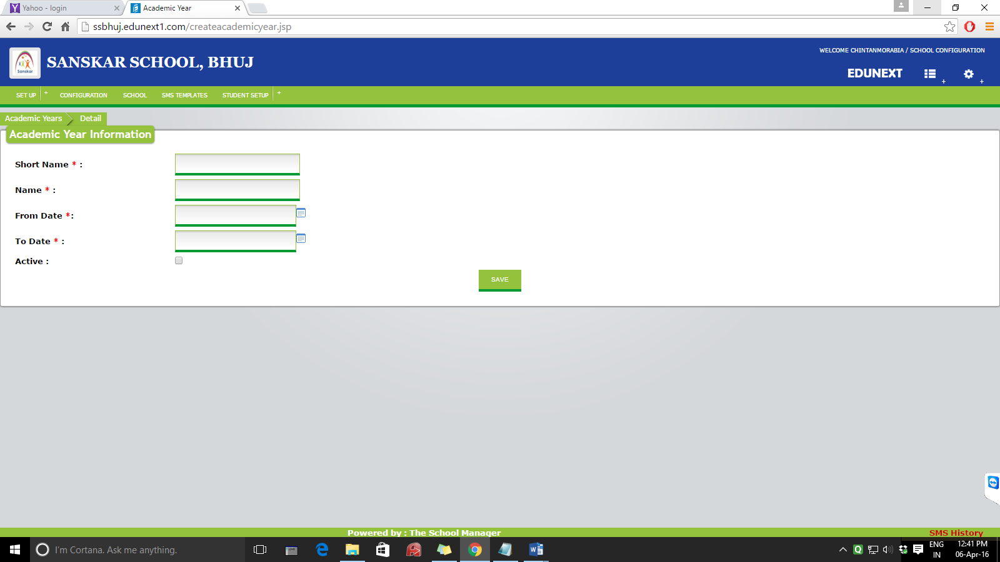 Yahoo - login
Academic Year
ssbhuj.edunext1.com/createacademicyear.jsp
Sanskar
SANSKAR SCHOOL, BHUJ
WELCOME CHINTANMORABIA / SCHOOL CONFIGURATION
EDUNEXT
+
+
SET UP
+
CONFIGURATION
SCHOOL
SMS TEMPLATES
STUDENT SETUP
+
Academic Years
Detail
Academic Year Information
Short Name * :
Name * :
From Date *:
To Date * :
Active :
SAVE
Powered by : The School Manager
SMS History
I'm Cortana. Ask me anything.
ENG
IN
12:41 PM
06-Apr-16